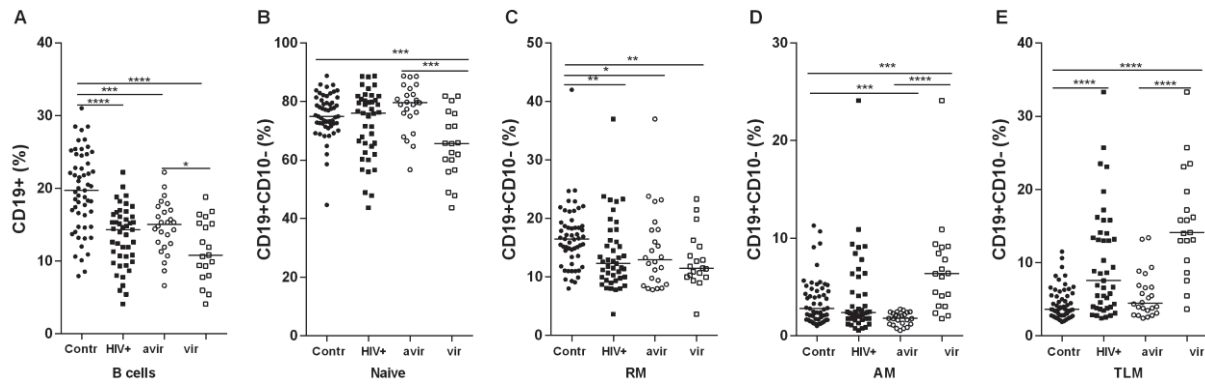 A
CD19+ (%)
40
30
20
10
0
****
***
****
*
Contr HIV+ avir vir
B cells
B
CD19+CD10- (%)
100
80
60
40
20
0
***
***
Contr HIV+ avir vir
Naive
C
CD19+CD10- (%)
50
40
30
20
10
0
**
*
**
Contr HIV+ avir vir
RM
D
CD19+CD10- (%)
30
20
10
0
***
****
***
Contr HIV+ avir vir
AM
E
CD19+CD10- (%)
40
30
20
10
0
****
**** ****
Contr HIV+ avir vir
TLM